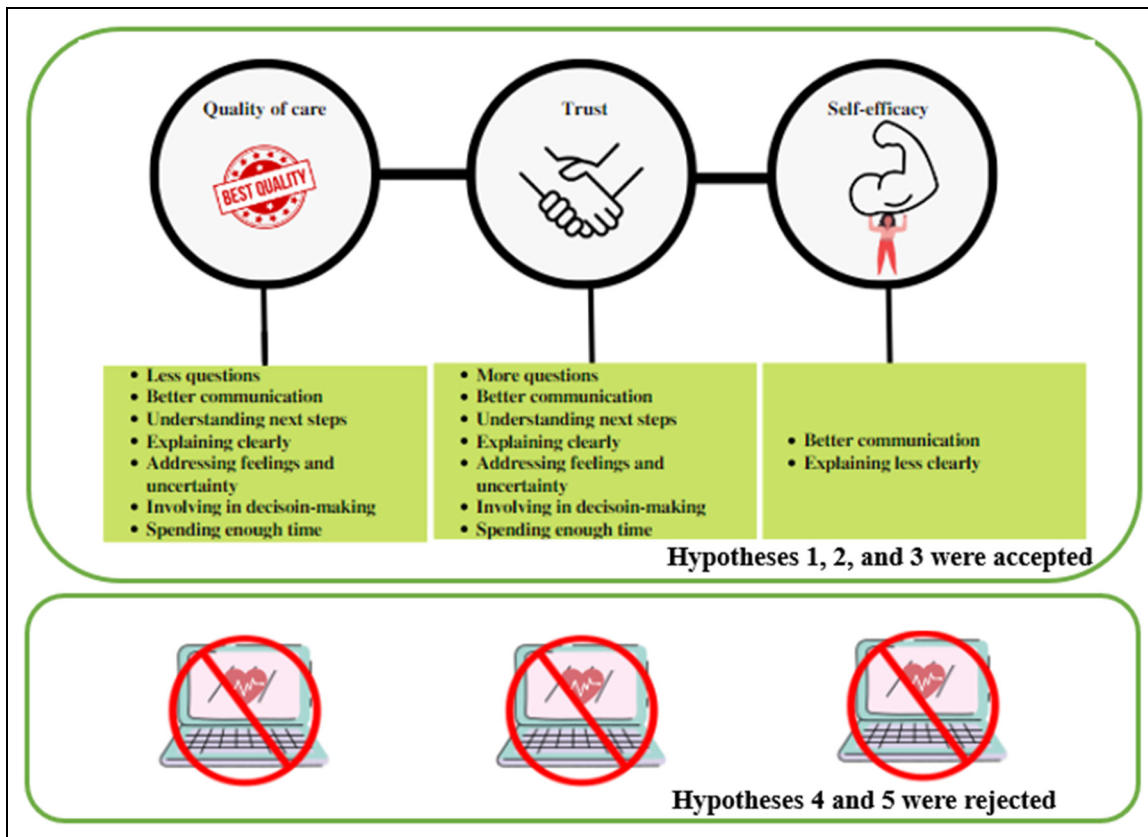 Quality of care
BEST QUALITY
Trust
Self-efficacy
• Less questions
• Better communication
• Understanding next steps
• Explaining clearly
• Addressing feelings and
uncertainty
• Involving in decisoin-making
• Spending enough time
• More questions
• Better communication
• Understanding next steps
• Explaining clearly
• Addressing feelings and
uncertainty
• Involving in decisoin-making
• Spending enough time
• Better communication
• Explaining less clearly
Hypotheses 1, 2, and 3 were accepted
Hypotheses 4 and 5 were rejected